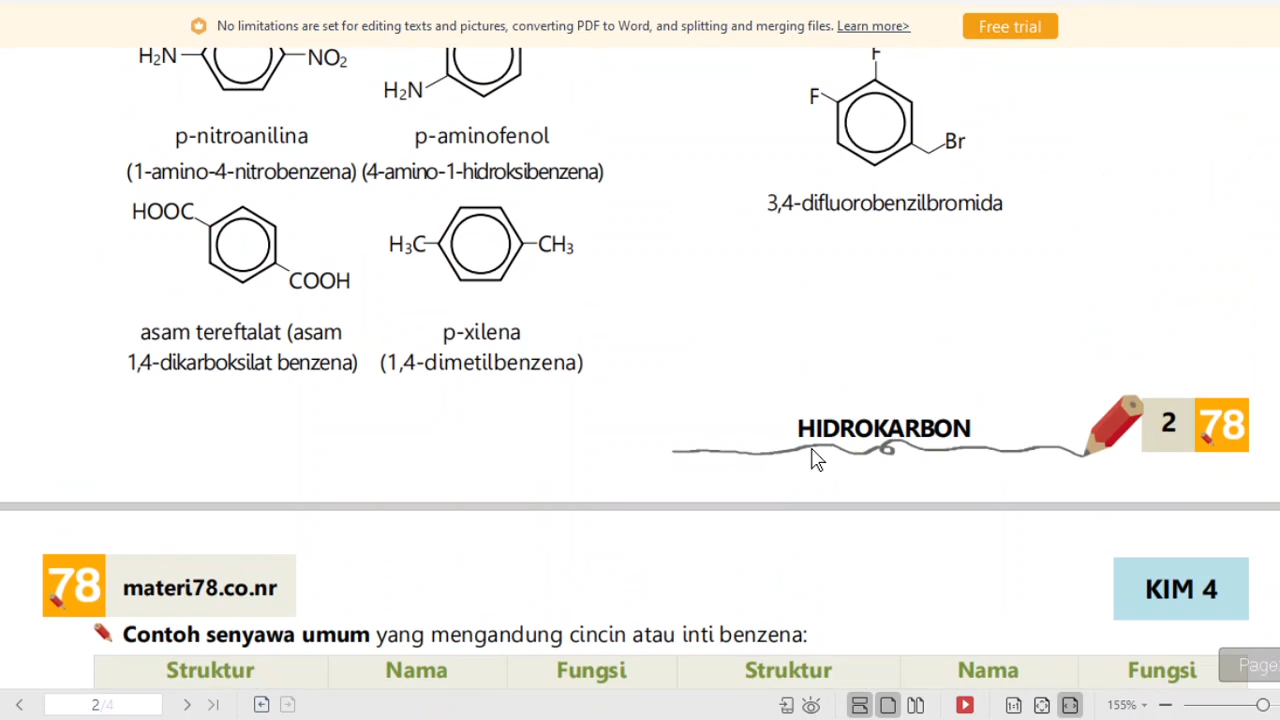 No limitations are set for editing texts and pictures, converting PDF to Word, and splitting and merging files. Learn more>
Free trial
H₂N
NO₂
H₂N
p-nitroanilina
(1-amino-4-nitrobenzena)
p-aminofenol
(4-amino-1-hidroksibenzena)
HOOC
COOH
asam tereftalat (asam
1,4-dikarboksilat benzena)
H₃C
CH₃
p-xilena
(1,4-dimetilbenzena)
F
F
Br
3,4-difluorobenzilbromida
HIDROKARBON
2
78
78
materi78.co.nr
KIM 4
Contoh senyawa umum yang mengandung cincin atau inti benzena:
Struktur Nama Fungsi Struktur Nama Fungsi
Page
2/4
1:1
155%